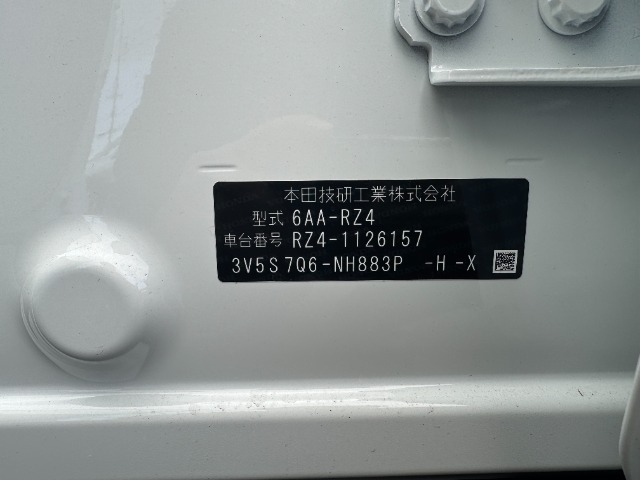 本田技研工業株式会社
型式 6AA-RZ4
車台番号 RZ4-1126157
3V5S7Q6-NH883P -H-X